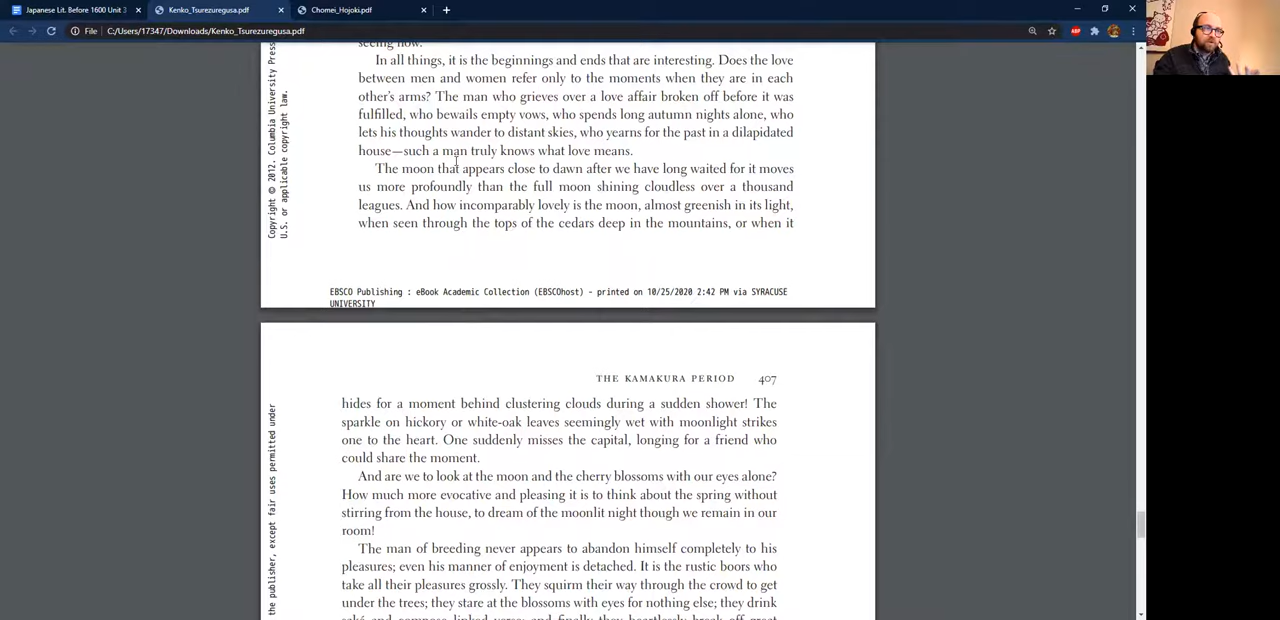 Japanese Lit. Before 1600 Unit 3
Kenko_Tsurezuregusa.pdf
Chomei_Hojoki.pdf
File
C:/Users/17347/Downloads/Kenko_Tsurezuregusa.pdf
ABP
seeing now.
In all things, it is the beginnings and ends that are interesting. Does the love
between men and women refer only to the moments when they are in each
other's arms? The man who grieves over a love affair broken off before it was
fulfilled, who bewails empty vows, who spends long autumn nights alone, who
lets his thoughts wander to distant skies, who yearns for the past in a dilapidated
house—such a man truly knows what love means.
The moon that appears close to dawn after we have long waited for it moves
us more profoundly than the full moon shining cloudless over a thousand
leagues. And how incomparably lovely is the moon, almost greenish in its light,
when seen through the tops of the cedars deep in the mountains, or when it
Copyright © 2012. Columbia University Press
U.S. or applicable copyright law.
EBSCO Publishing : eBook Academic Collection (EBSCOhost) - printed on 10/25/2020 2:42 PM via SYRACUSE
UNIVERSITY
THE KAMAKURA PERIOD 407
hides for a moment behind clustering clouds during a sudden shower! The
sparkle on hickory or white-oak leaves seemingly wet with moonlight strikes
one to the heart. One suddenly misses the capital, longing for a friend who
could share the moment.
And are we to look at the moon and the cherry blossoms with our eyes alone?
How much more evocative and pleasing it is to think about the spring without
stirring from the house, to dream of the moonlit night though we remain in our
room!
The man of breeding never appears to abandon himself completely to his
pleasures; even his manner of enjoyment is detached. It is the rustic boors who
take all their pleasures grossly. They squirm their way through the crowd to get
under the trees; they stare at the blossoms with eyes for nothing else; they drink
saké and compose linked verse; and finally they heartlessly break off great
the publisher, except fair uses permitted under